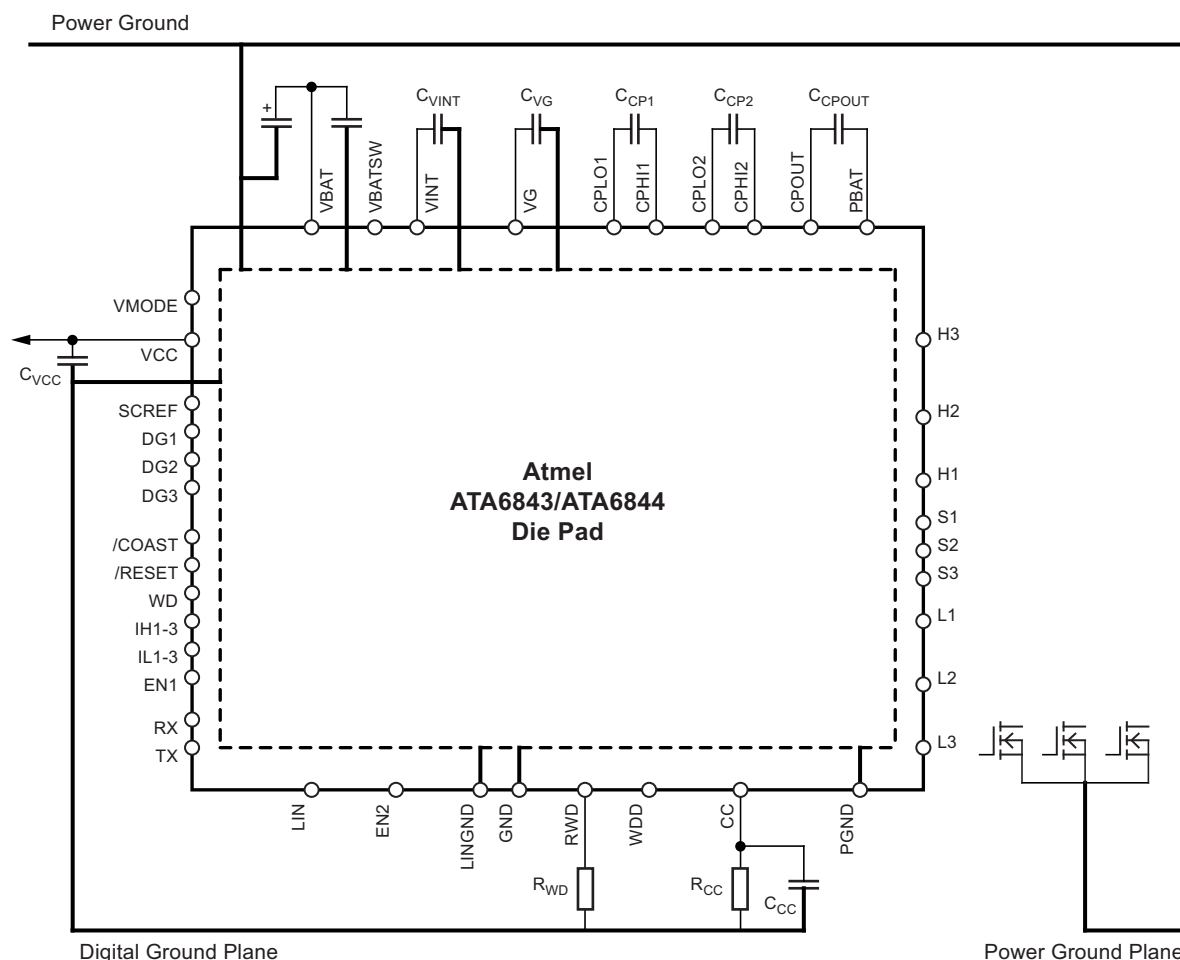 Power Ground
+
C_VINT
C_VG
C_CP1
C_CP2
C_CPOUT
VBAT
VBATSW
VINT
VG
CPLO1
CPHI1
CPLO2
CPHI2
CPOUT
PBAT
VMODE
VCC
C_VCC
SCREF
DG1
DG2
DG3
/COAST
/RESET
WD
IH1-3
IL1-3
EN1
RX
TX
Atmel
ATA6843/ATA6844
Die Pad
H3
H2
H1
S1
S2
S3
L1
L2
L3
LIN
EN2
LINGND
GND
RWD
WDD
CC
PGND
R_WD
R_CC
C_CC
Digital Ground Plane
Power Ground Plane